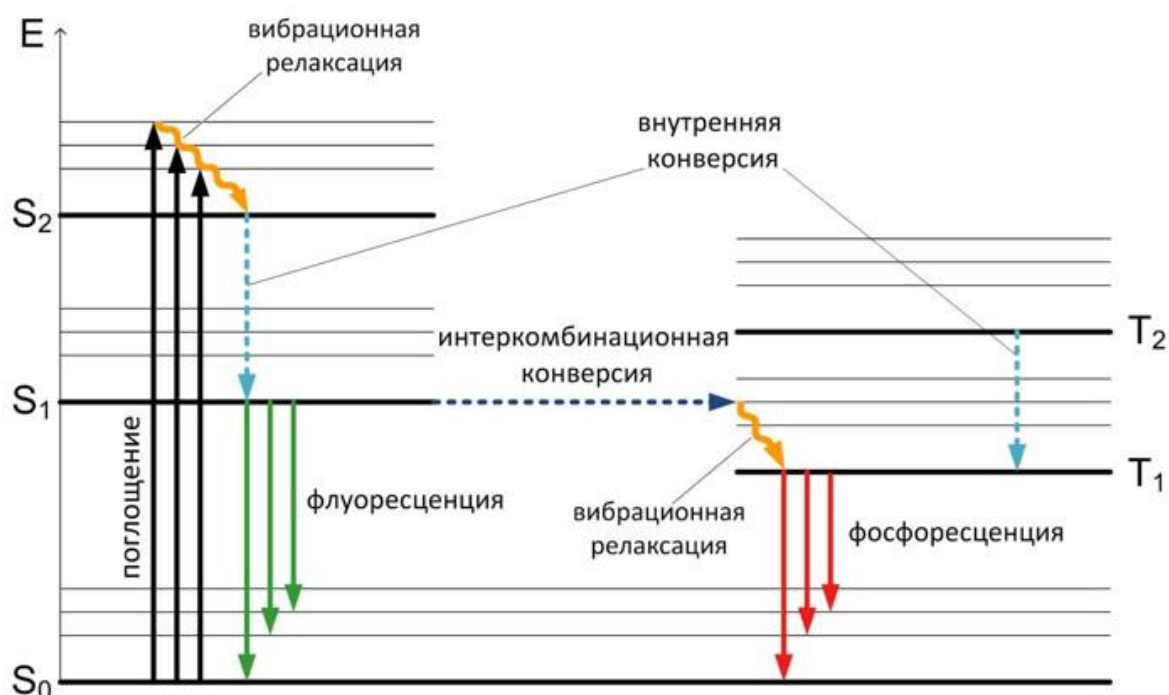 E
вибрационная
релаксация
внутренняя
конверсия
S₂
интеркомбинационная
конверсия
T₂
S₁
поглощение
флуоресценция
вибрационная
релаксация
T₁
фосфоресценция
S₀